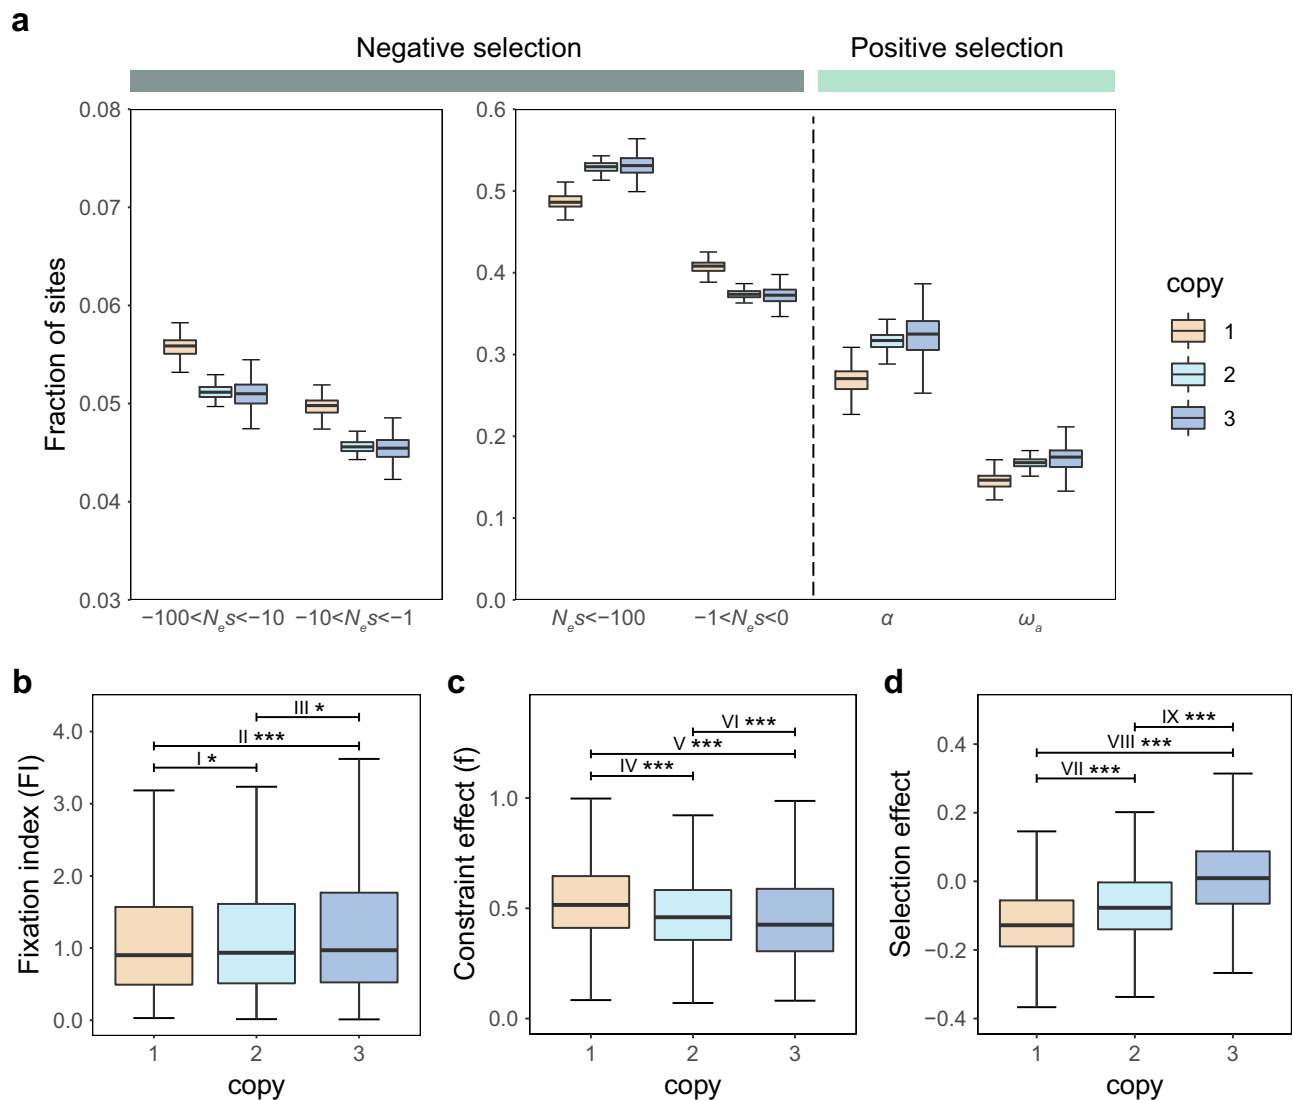 a
Negative selection
Positive selection
Fraction of sites
0.08
0.07
0.06
0.05
0.04
0.03
0.6
0.5
0.4
0.3
0.2
0.1
0.0
−100<Nₑs<−10
−10<Nₑs<−1
Nₑs<−100
−1<Nₑs<0
α
ωₐ
copy
1
2
3
b
Fixation index (FI)
4.0
3.0
2.0
1.0
0.0
III *
II ***
I *
1 2 3
copy
c
Constraint effect (f)
1.0
0.5
0.0
VI ***
V ***
IV ***
1 2 3
copy
d
Selection effect
0.4
0.2
0.0
−0.2
−0.4
IX ***
VIII ***
VII ***
1 2 3
copy